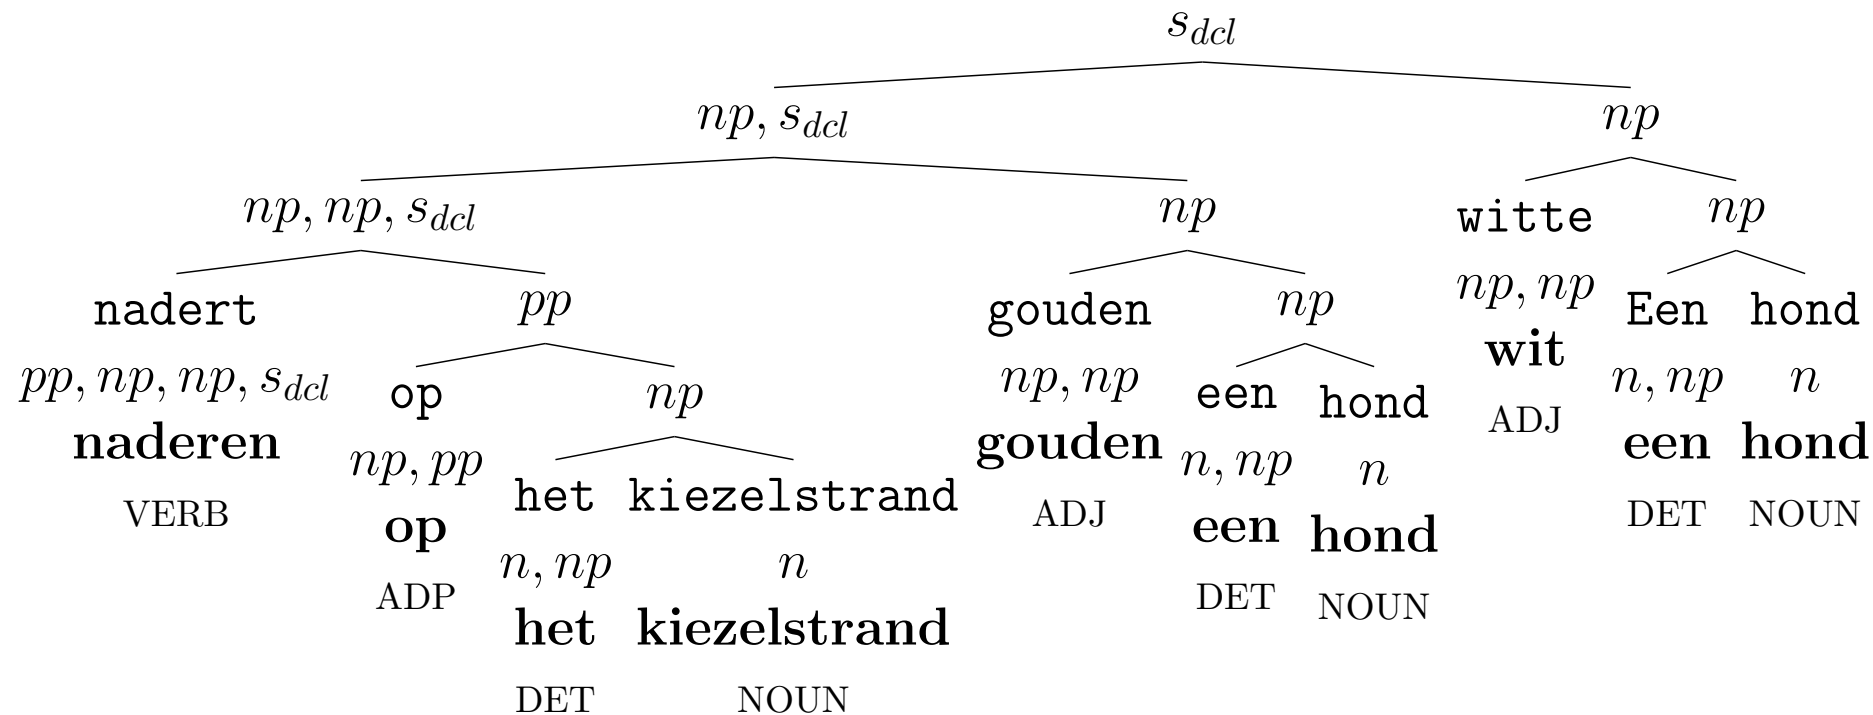 s_dcl
np, s_dcl np
np, np, s_dcl np witte np
nadert pp gouden np np, np Een hond
pp, np, np, s_dcl op np np, np een hond wit n, np n
naderen np, pp het kiezelstrand gouden n, np n ADJ een hond
VERB op n, np n ADJ een hond DET NOUN
ADP het kiezelstrand DET NOUN
DET NOUN